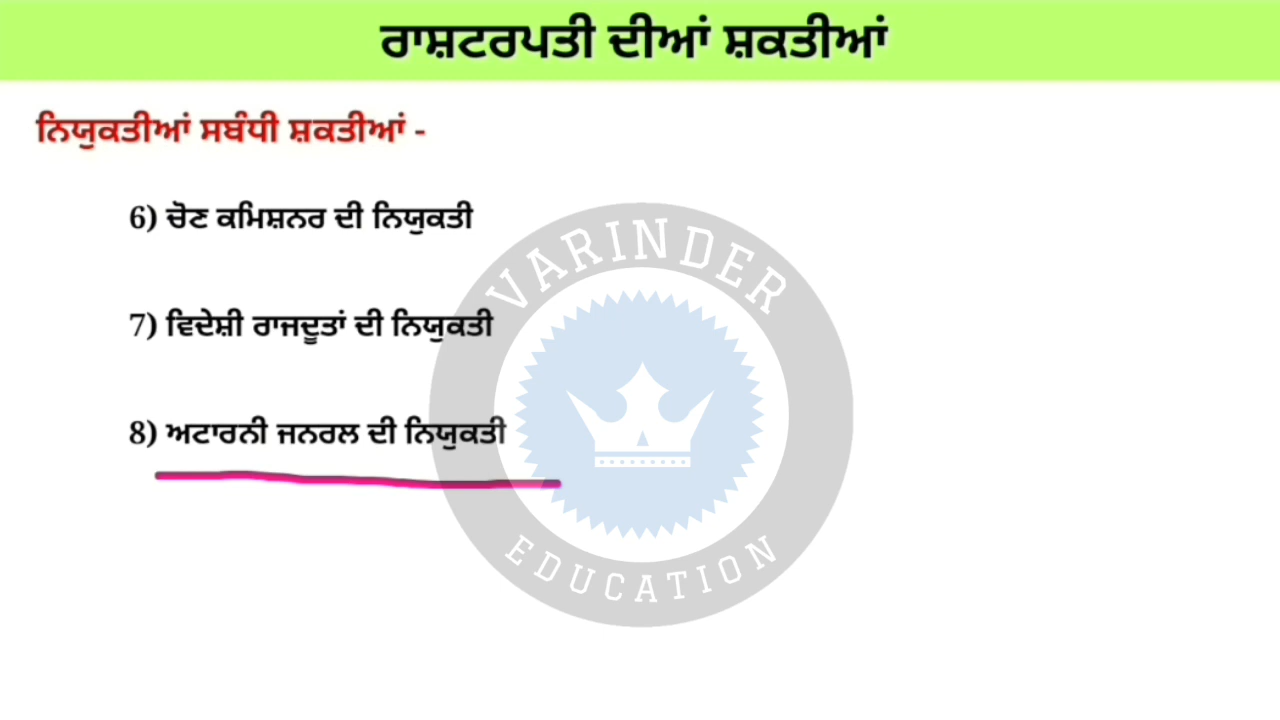 ਰਾਸ਼ਟਰਪਤੀ ਦੀਆਂ ਸ਼ਕਤੀਆਂ
ਨਿਯੁਕਤੀਆਂ ਸਬੰਧੀ ਸ਼ਕਤੀਆਂ -
6) ਚੋਣ ਕਮਿਸ਼ਨਰ ਦੀ ਨਿਯੁਕਤੀ
7) ਵਿਦੇਸ਼ੀ ਰਾਜਦੂਤਾਂ ਦੀ ਨਿਯੁਕਤੀ
8) ਅਟਾਰਨੀ ਜਨਰਲ ਦੀ ਨਿਯੁਕਤੀ
VARINDER
EDUCATION